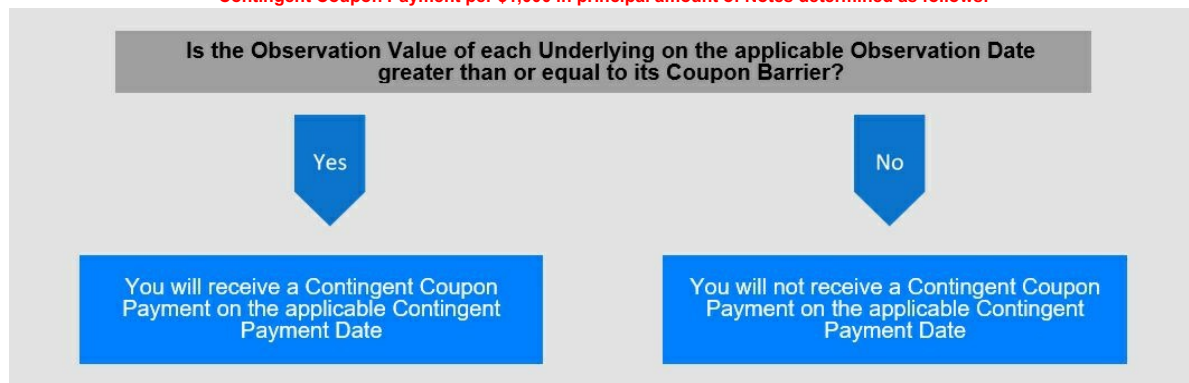 Contingent Coupon Payment per $1,000 in principal amount of Notes determined as follows:
Is the Observation Value of each Underlying on the applicable Observation Date
greater than or equal to its Coupon Barrier?
Yes
No
You will receive a Contingent Coupon
Payment on the applicable Contingent
Payment Date
You will not receive a Contingent Coupon
Payment on the applicable Contingent
Payment Date